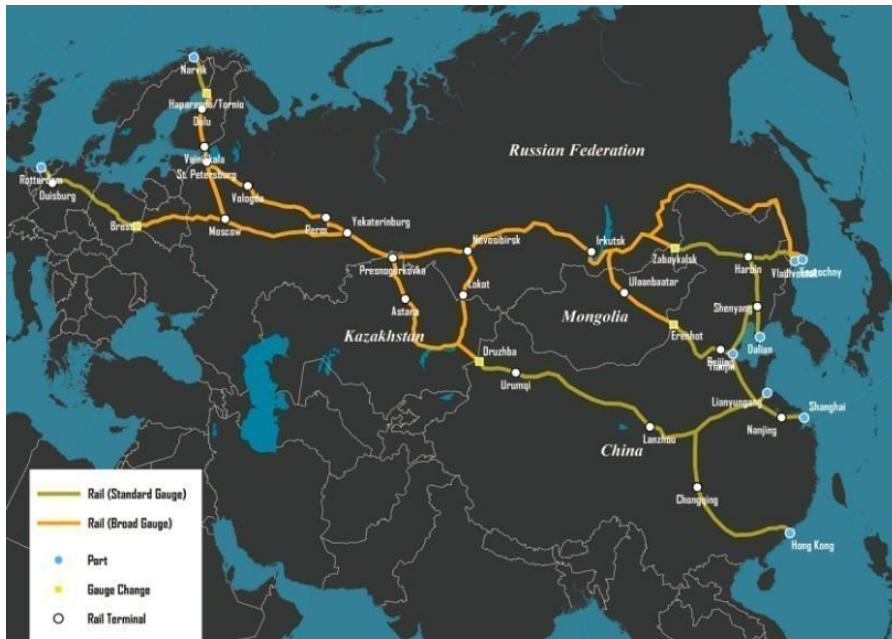 Narvik
Haparanda/Tornio
Oulu
Vainikkala
St. Petersburg
Rotterdam
Duisburg
Vologda
Brest
Moscow
Perm
Yekaterinburg
Russian Federation
Presnogorkovka
Novosibirsk
Irkutsk
Zabaykalsk
Harbin
Vladivostok
Vostochny
Astana
Lokot
Ulaanbaatar
Shenyang
Kazakhstan
Mongolia
Ereshot
Dalian
Druzhba
Beijing
Tianjin
Urumqi
Lianyungang
Shanghai
Nanjing
Lanzhou
China
Chongqing
Hong Kong
Rail (Standard Gauge)
Rail (Broad Gauge)
Port
Gauge Change
Rail Terminal